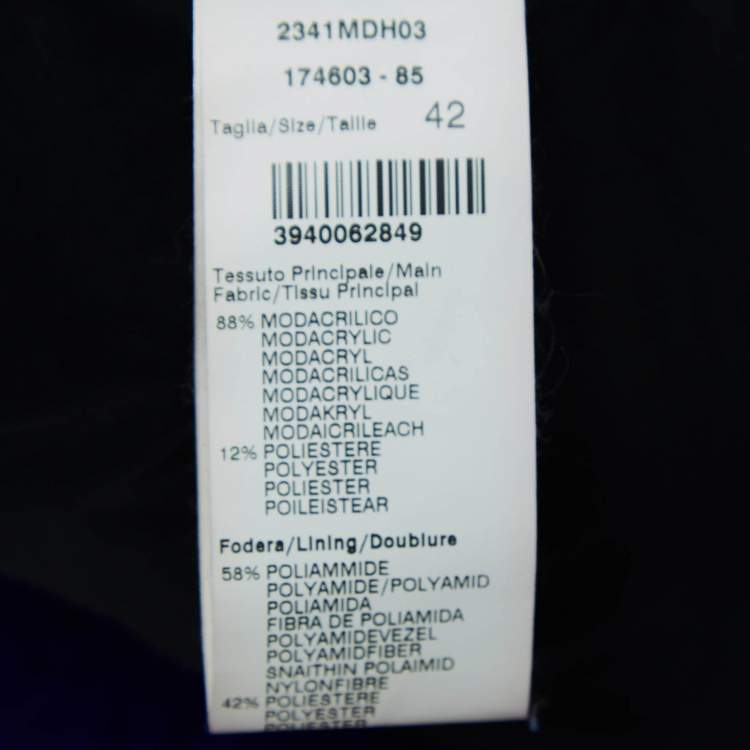 2341MDH03
174603 - 85
Taglia/Size/Taille 42
3940062849
Tessuto Principale/Main
Fabric/Tissu Principal
88% MODACRILICO
MODACRYLIC
MODACRYL
MODACRILICAS
MODACRYLIQUE
MODAKRYL
MODAICRILEACH
12% POLIESTERE
POLYESTER
POLIESTER
POILEISTEAR
Fodera/Lining/Doublure
58% POLIAMMIDE
POLYAMIDE/POLYAMID
POLIAMIDA
FIBRA DE POLIAMIDA
POLYAMIDEVEZEL
POLYAMIDFIBER
SNAITHIN POLAIMID
NYLONFIBRE
42% POLIESTERE
POLYESTER
POLIESTER